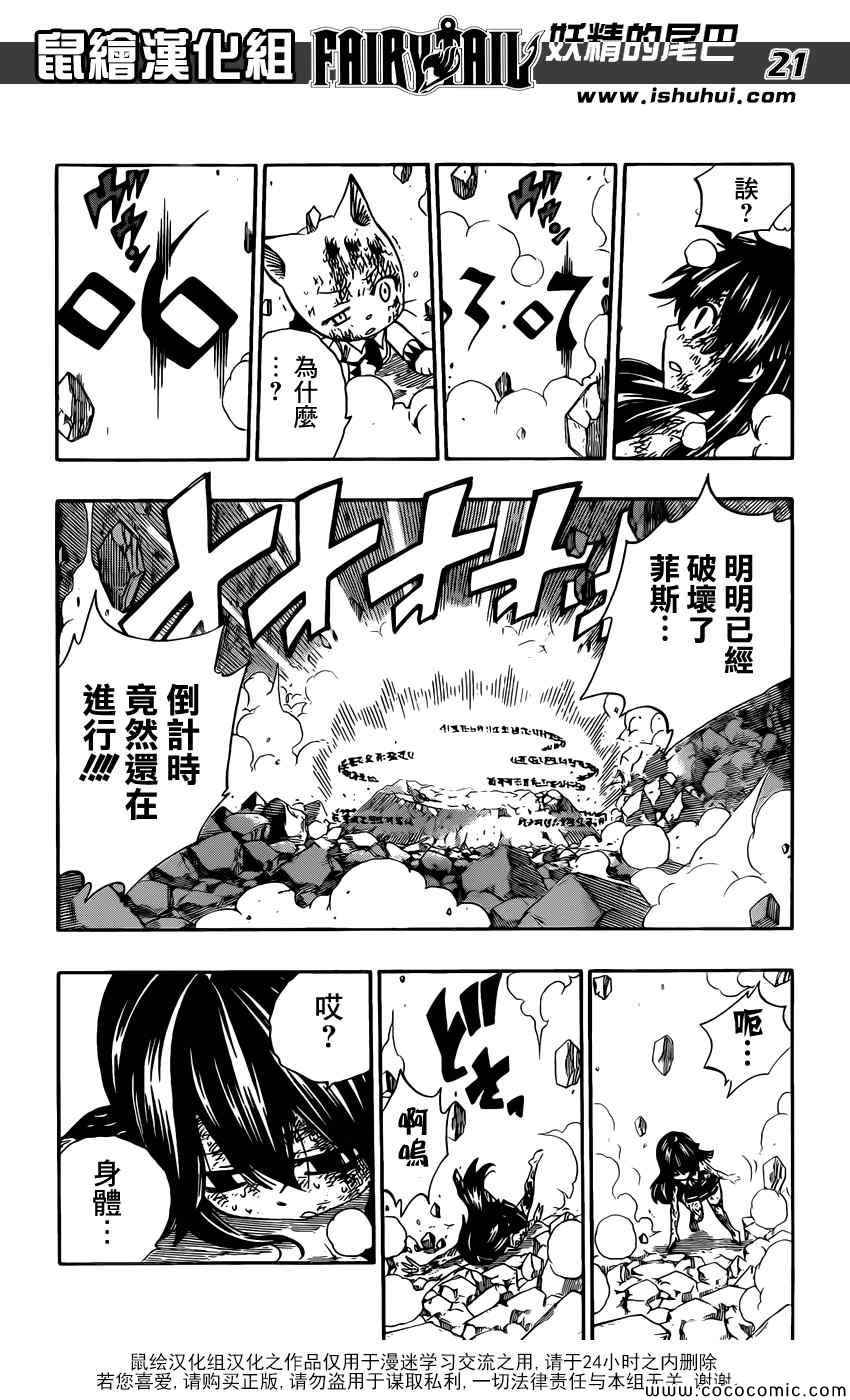 鼠繪漢化組
FAIRY TAIL
妖精的尾巴
21
www.ishuhui.com
誒?
07
為什麼
…?
06
明明已經
破壞了
菲斯…
倒計時
竟然還在
進行!!!!
呃…
ドド
啊嗚
哎?
身體…
鼠绘汉化组汉化之作品仅用于漫迷学习交流之用, 请于24小时之内删除
若您喜爱, 请购买正版, 请勿用于谋取私利, 一切法律责任与本组无关, 谢谢.
www.cococomic.com